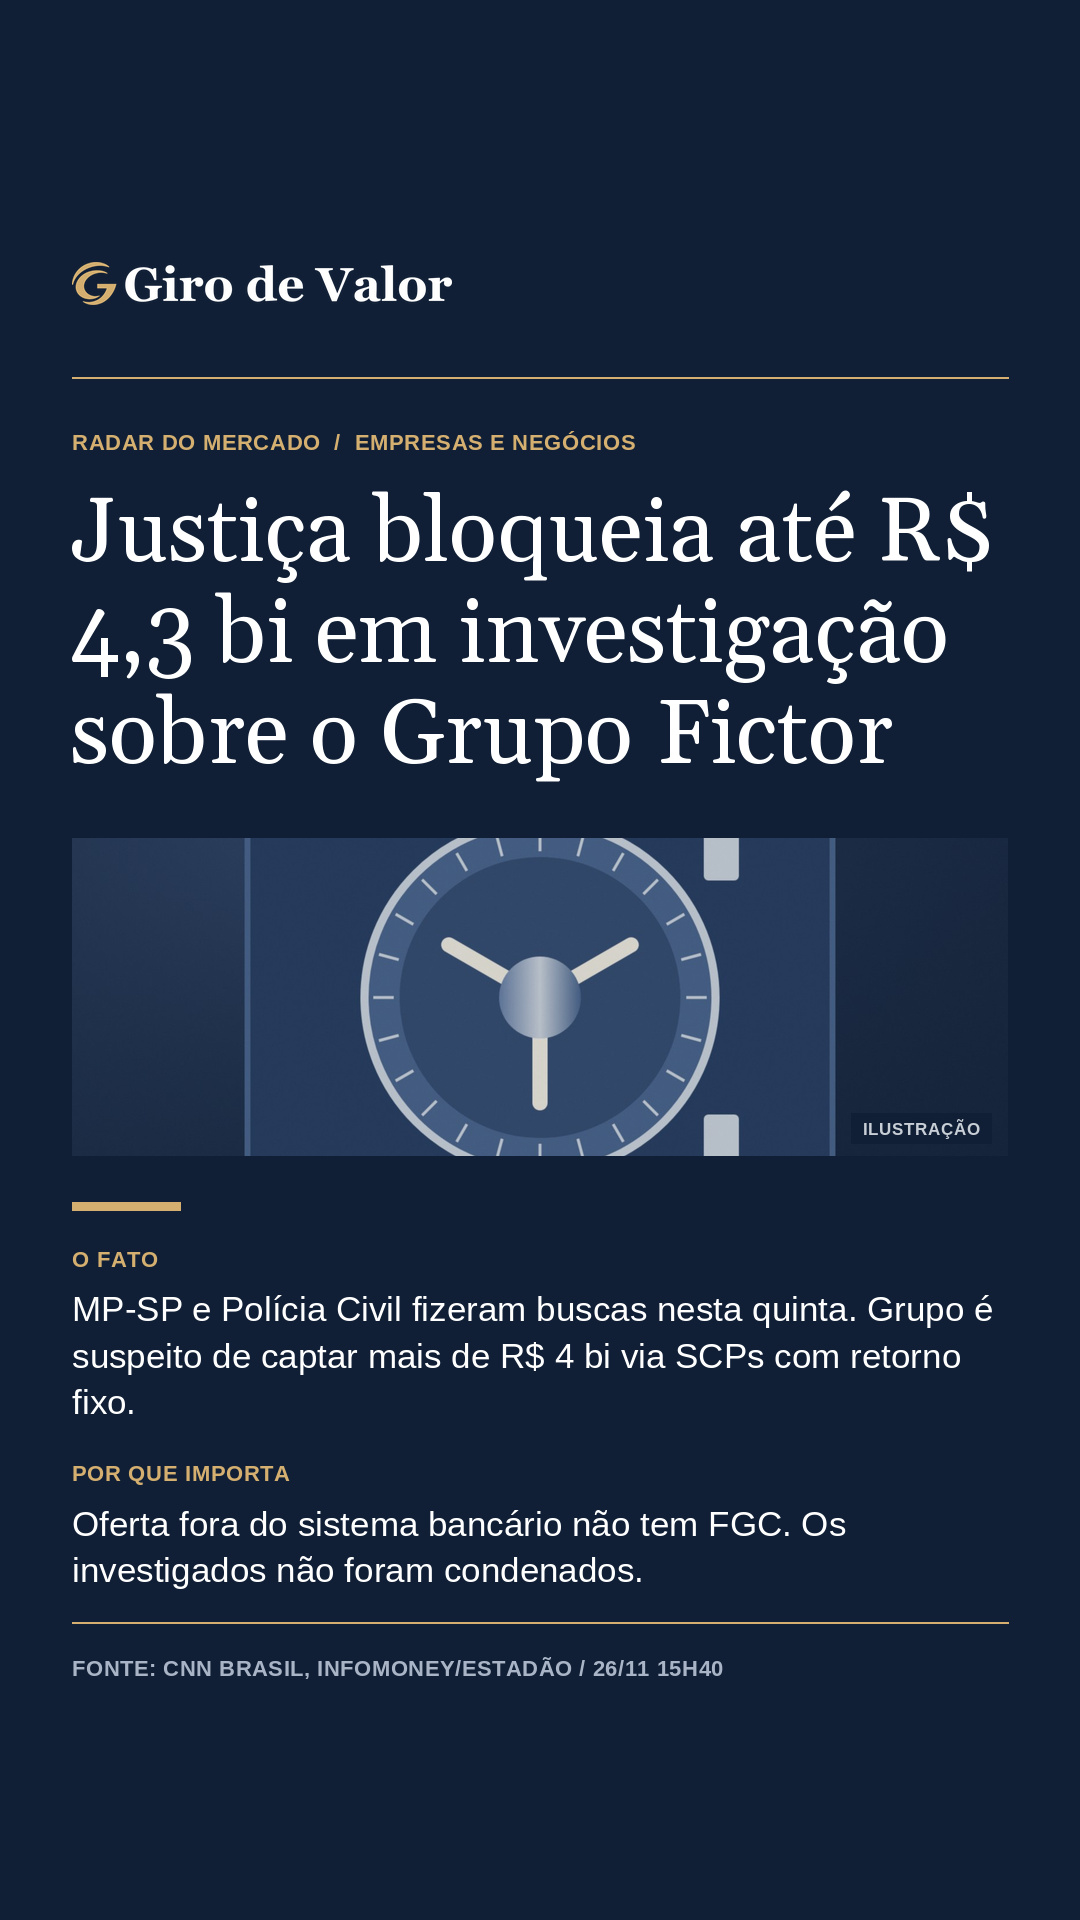 Giro de Valor
RADAR DO MERCADO / EMPRESAS E NEGÓCIOS
Justiça bloqueia até R$
4,3 bi em investigação
sobre o Grupo Fictor
ILUSTRAÇÃO
O FATO
MP-SP e Polícia Civil fizeram buscas nesta quinta. Grupo é
suspeito de captar mais de R$ 4 bi via SCPs com retorno
fixo.
POR QUE IMPORTA
Oferta fora do sistema bancário não tem FGC. Os
investigados não foram condenados.
FONTE: CNN BRASIL, INFOMONEY/ESTADÃO / 26/11 15H40